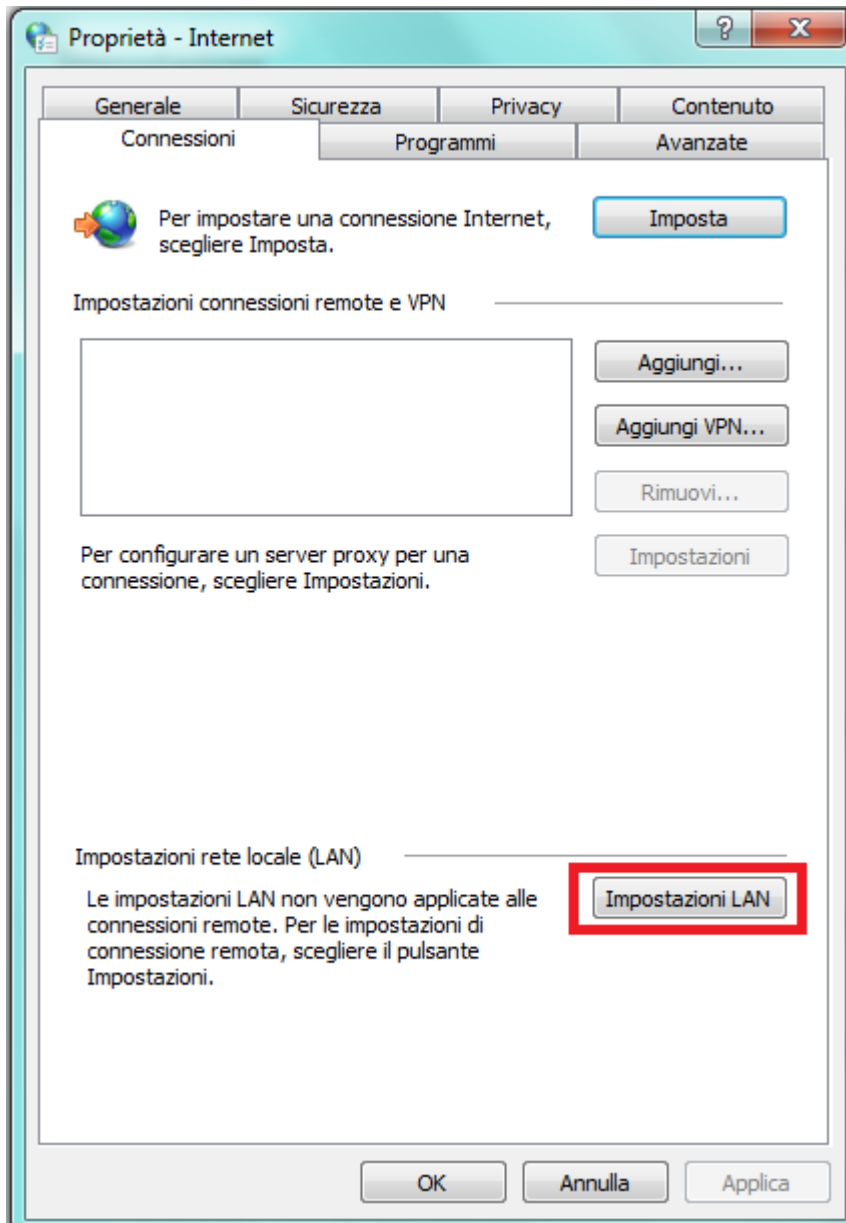 Proprietà - Internet
Generale
Sicurezza
Privacy
Contenuto
Connessioni
Programmi
Avanzate
Per impostare una connessione Internet,
scegliere Imposta.
Imposta
Impostazioni connessioni remote e VPN
Aggiungi...
Aggiungi VPN...
Rimuovi...
Per configurare un server proxy per una
connessione, scegliere Impostazioni.
Impostazioni
Impostazioni rete locale (LAN)
Le impostazioni LAN non vengono applicate alle
connessioni remote. Per le impostazioni di
connessione remota, scegliere il pulsante
Impostazioni.
Impostazioni LAN
OK
Annulla
Applica